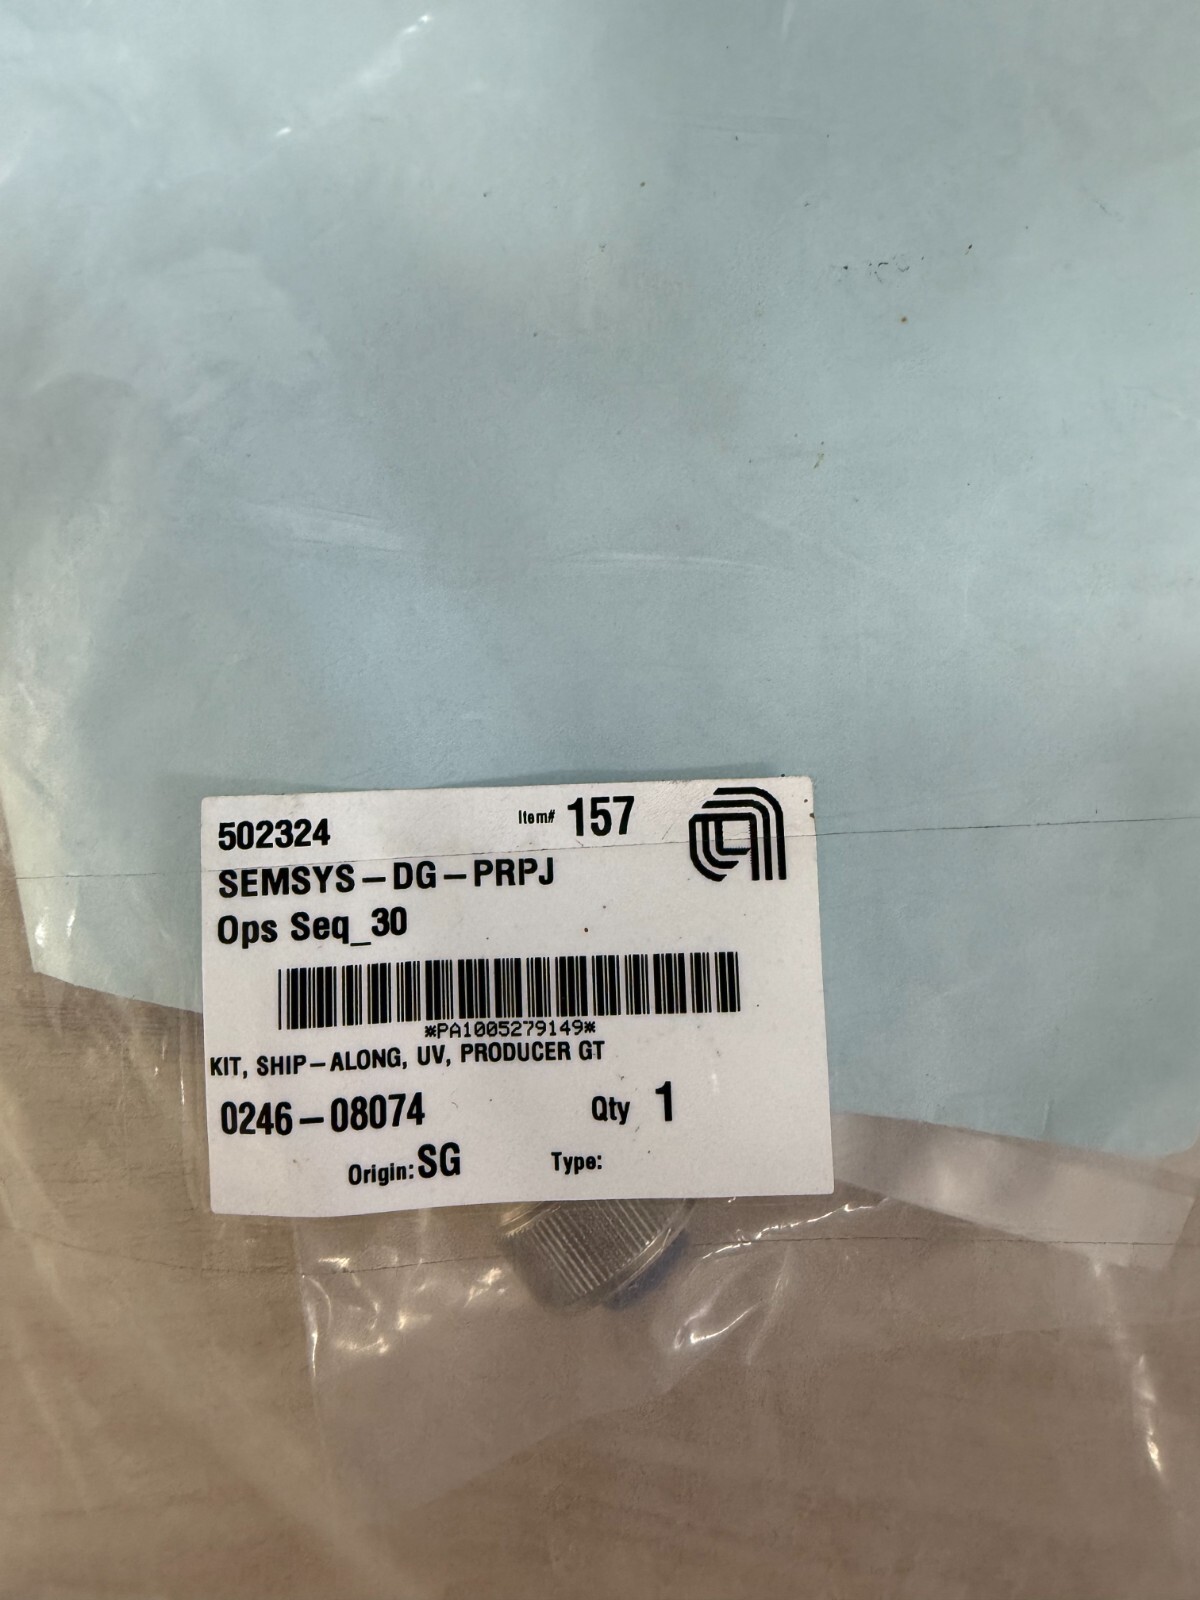 502324
Item# 157
SEMSYS-DG-PRPJ
Ops Seq_30
*PA1005279149*
KIT, SHIP-ALONG, UV, PRODUCER GT
0246-08074
Qty 1
Origin: SG
Type: